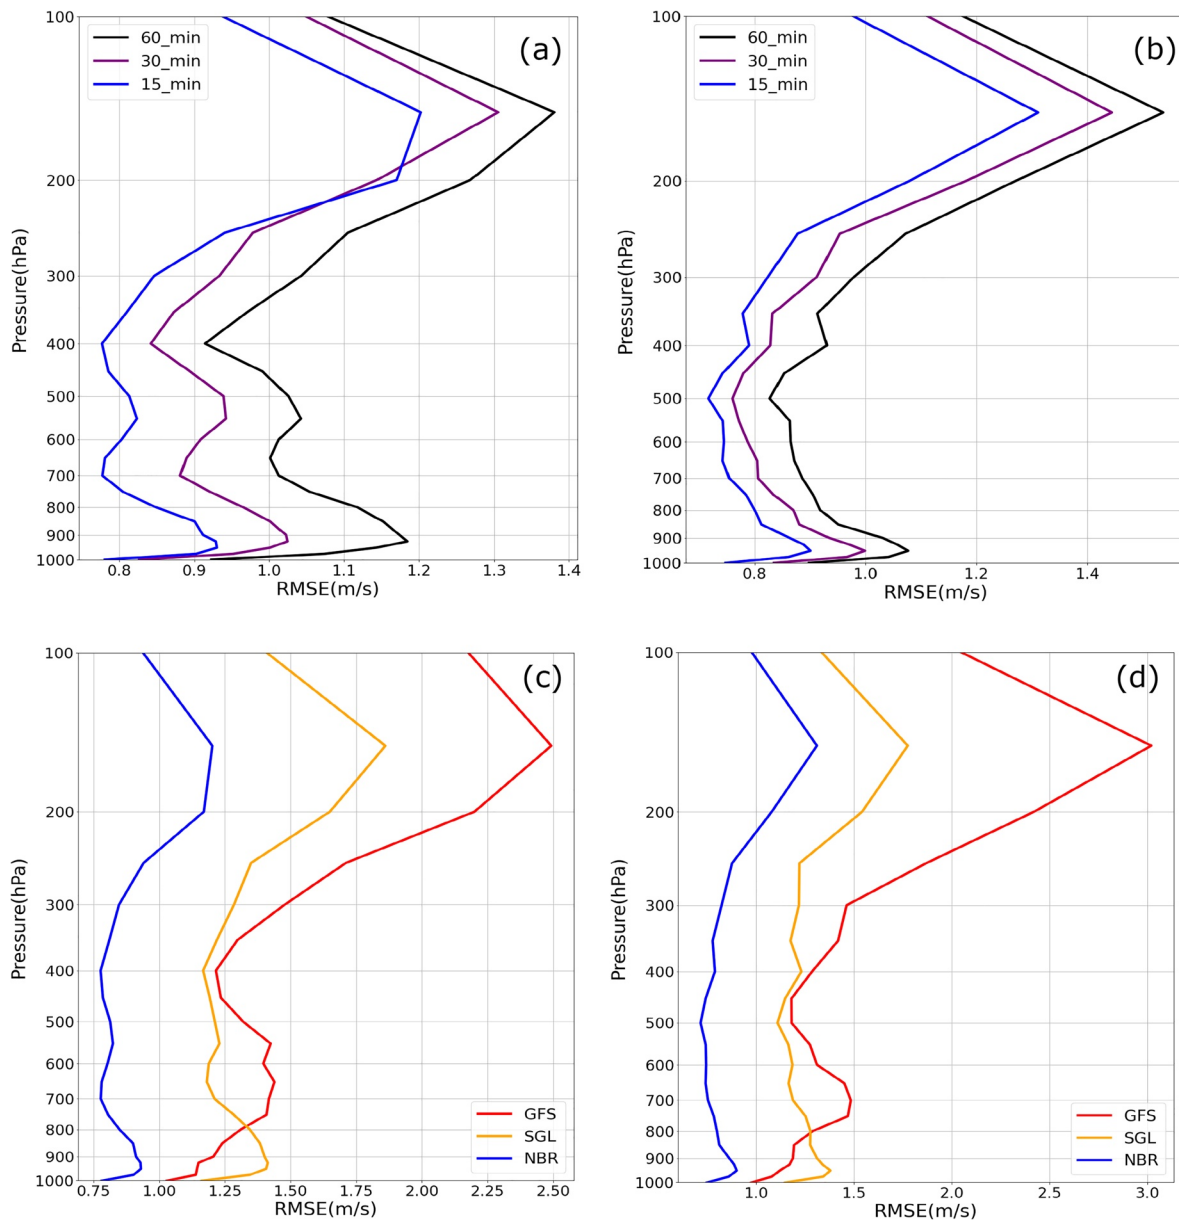 100
200
300
400
500
600
700
800
900
1000
Pressure(hPa)
60_min
30_min
15_min
(a)
0.8 0.9 1.0 1.1 1.2 1.3 1.4
RMSE(m/s)
100
200
300
400
500
600
700
800
900
1000
Pressure(hPa)
60_min
30_min
15_min
(b)
0.8 1.0 1.2 1.4
RMSE(m/s)
100
200
300
400
500
600
700
800
900
1000
Pressure(hPa)
(c)
GFS
SGL
NBR
0.75 1.00 1.25 1.50 1.75 2.00 2.25 2.50
RMSE(m/s)
100
200
300
400
500
600
700
800
900
1000
Pressure(hPa)
(d)
GFS
SGL
NBR
1.0 1.5 2.0 2.5 3.0
RMSE(m/s)